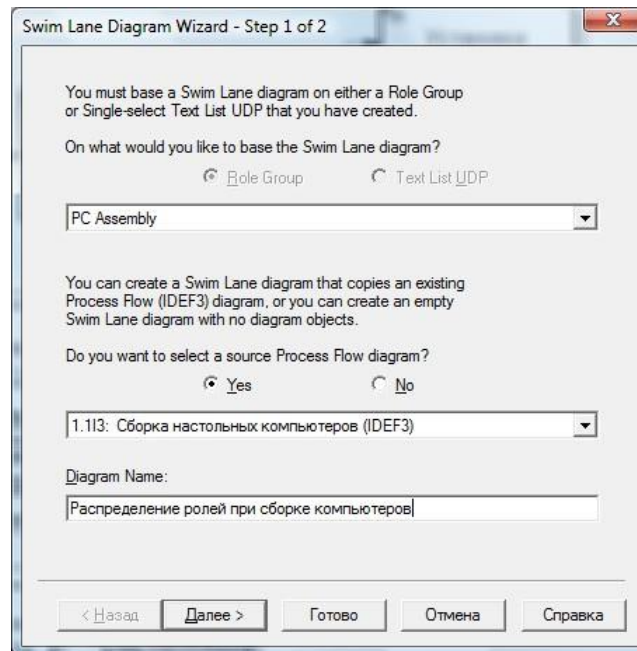 Swim Lane Diagram Wizard - Step 1 of 2
You must base a Swim Lane diagram on either a Role Group
or Single-select Text List UDP that you have created.
On what would you like to base the Swim Lane diagram?
Role Group Text List UDP
PC Assembly
You can create a Swim Lane diagram that copies an existing
Process Flow (IDEF3) diagram, or you can create an empty
Swim Lane diagram with no diagram objects.
Do you want to select a source Process Flow diagram?
Yes No
1.1I3: Сборка настольных компьютеров (IDEF3)
Diagram Name:
Распределение ролей при сборке компьютеров
< Назад Далее > Готово Отмена Справка